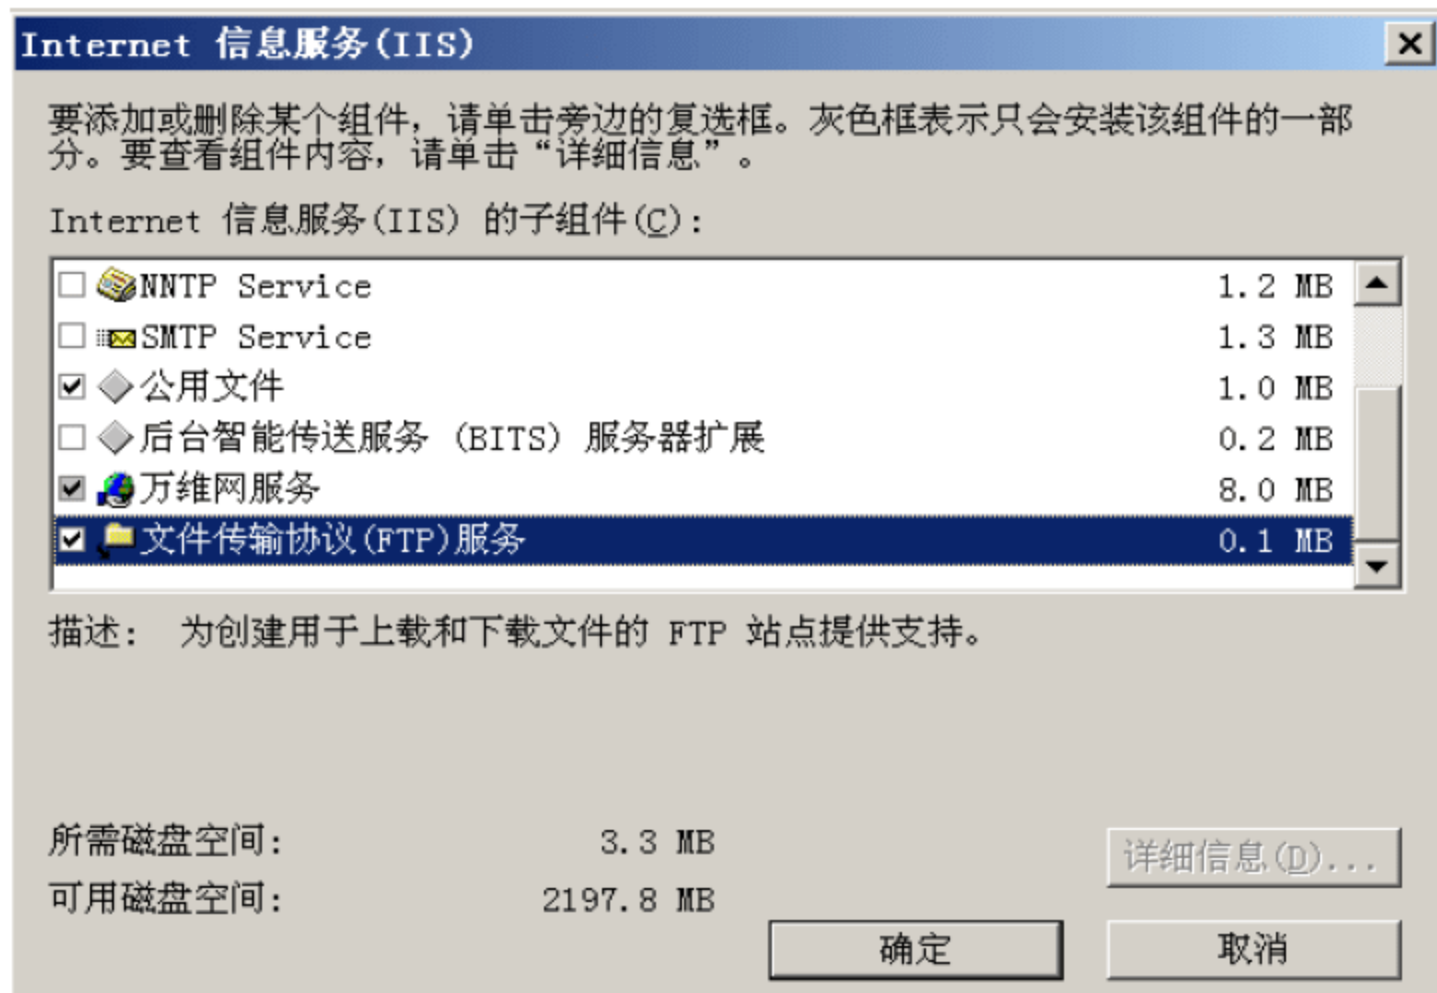 Internet 信息服务(IIS)
要添加或删除某个组件，请单击旁边的复选框。灰色框表示只会安装该组件的一部
分。要查看组件内容，请单击“详细信息”。
Internet 信息服务(IIS) 的子组件(C):
NNTP Service 1.2 MB
SMTP Service 1.3 MB
公用文件 1.0 MB
后台智能传送服务 (BITS) 服务器扩展 0.2 MB
万维网服务 8.0 MB
文件传输协议(FTP)服务 0.1 MB
描述: 为创建用于上载和下载文件的 FTP 站点提供支持。
所需磁盘空间: 3.3 MB
详细信息(D)...
可用磁盘空间: 2197.8 MB
确定 取消